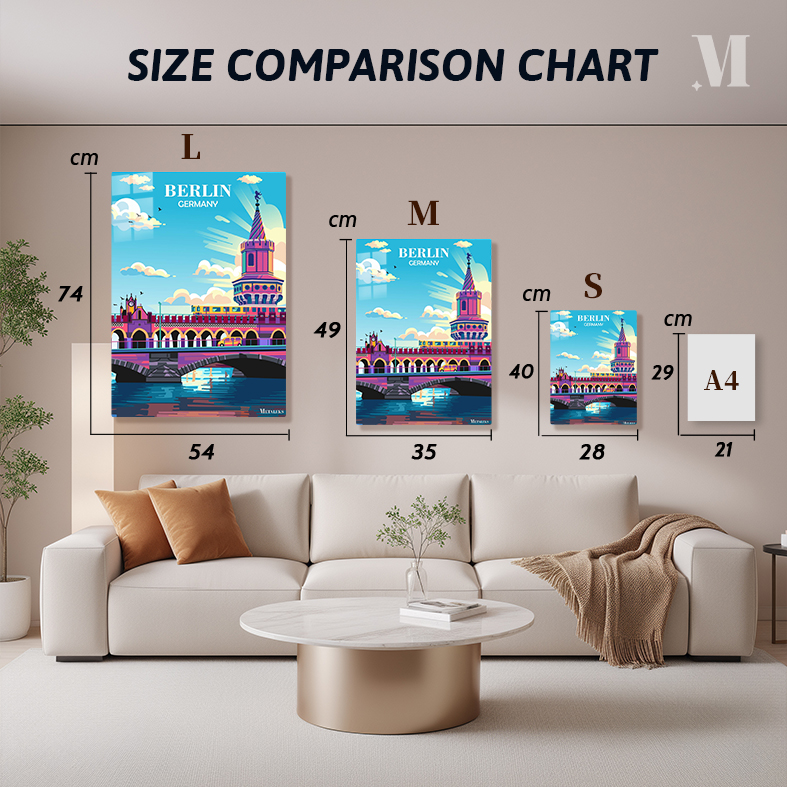 SIZE COMPARISON CHART
M
L
cm
BERLIN
GERMANY
74
54
M
cm
BERLIN
GERMANY
49
35
S
cm
BERLIN
GERMANY
40
28
cm
A4
29
21